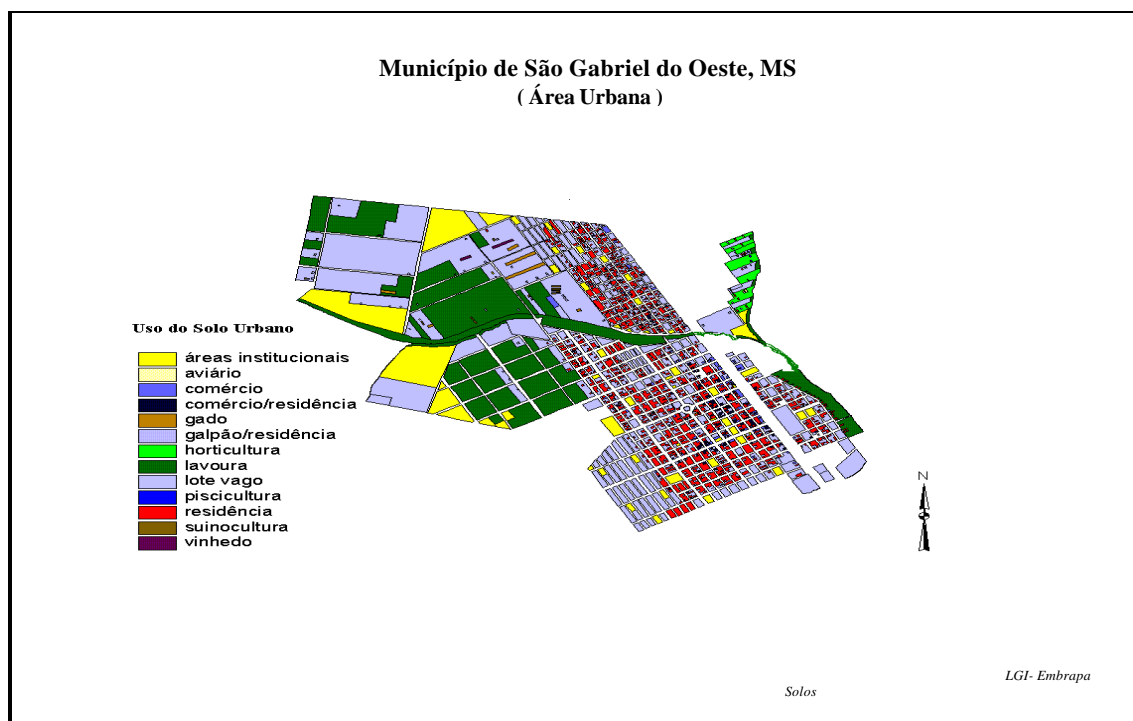 Município de São Gabriel do Oeste, MS
( Área Urbana )
Uso do Solo Urbano
áreas institucionais
aviário
comércio
comércio/residência
gado
galpão/residência
horticultura
lavoura
lote vago
piscicultura
residência
suinocultura
vinhedo
N
LGI- Embrapa
Solos